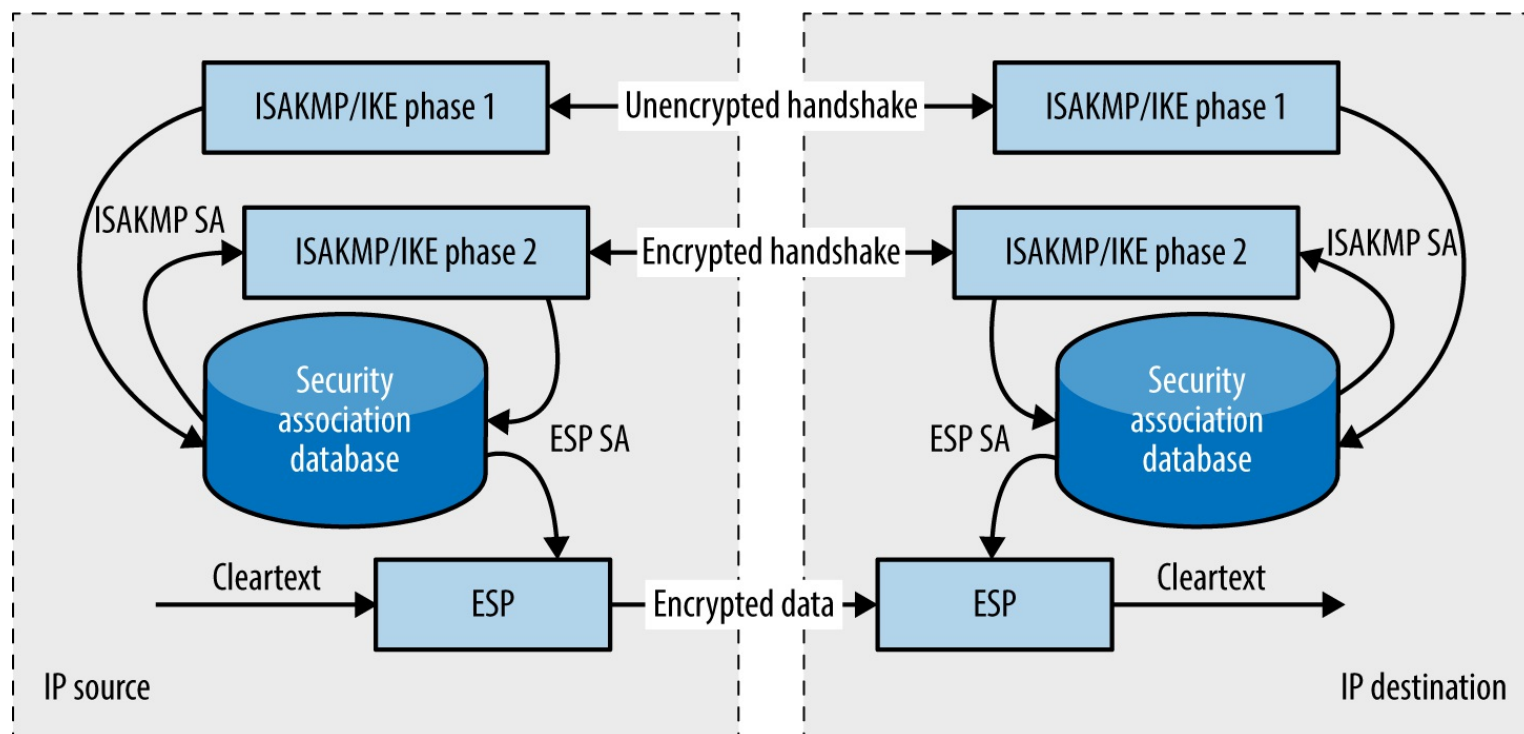 ISAKMP/IKE phase 1
Unencrypted handshake
ISAKMP/IKE phase 1
ISAKMP SA
ISAKMP/IKE phase 2
Encrypted handshake
ISAKMP/IKE phase 2
ISAKMP SA
Security
association
database
ESP SA
ESP SA
Security
association
database
Cleartext
ESP
Encrypted data
ESP
Cleartext
IP source
IP destination